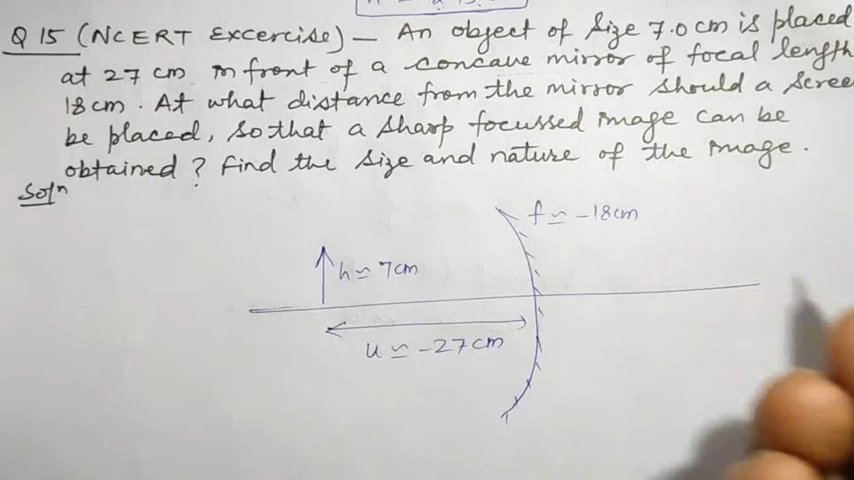 Q 15 (NCERT Excercise) — An object of size 7.0 cm is placed
at 27 cm in front of a concave mirror of focal length
18 cm. At what distance from the mirror should a scree
be placed, so that a sharp focussed image can be
obtained? Find the size and nature of the image.
Solⁿ
f ≃ -18cm
h ≃ 7cm
u ≃ -27cm